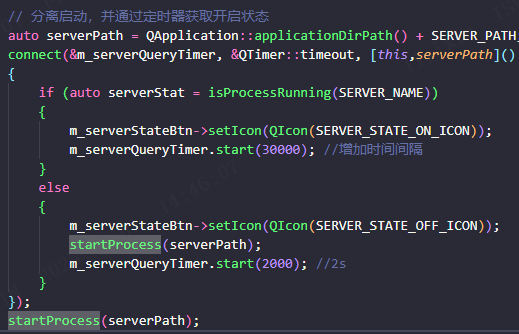 // 分离启动，并通过定时器获取开启状态
auto serverPath = QApplication::applicationDirPath() + SERVER_PATH
connect(&m_serverQueryTimer, &QTimer::timeout, [this,serverPath]()
{
if (auto serverStat = isProcessRunning(SERVER_NAME))
{
m_serverStateBtn->setIcon(QIcon(SERVER_STATE_ON_ICON));
m_serverQueryTimer.start(30000); //增加时间间隔
}
else
{
m_serverStateBtn->setIcon(QIcon(SERVER_STATE_OFF_ICON));
startProcess(serverPath);
m_serverQueryTimer.start(2000); //2s
}
});
startProcess(serverPath);